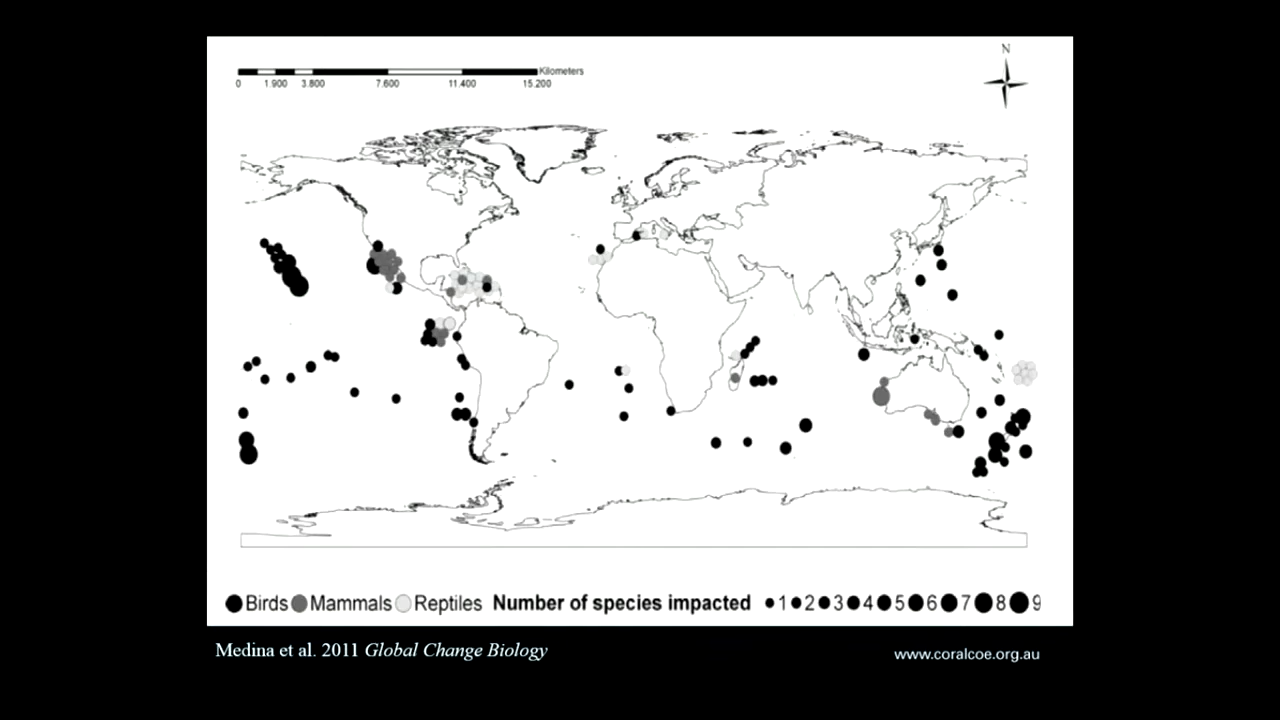 N
Kilometers
0 1.900 3.800 7.600 11.400 15.200
Birds Mammals Reptiles Number of species impacted 1 2 3 4 5 6 7 8 9
Medina et al. 2011 Global Change Biology
www.coralcoe.org.au